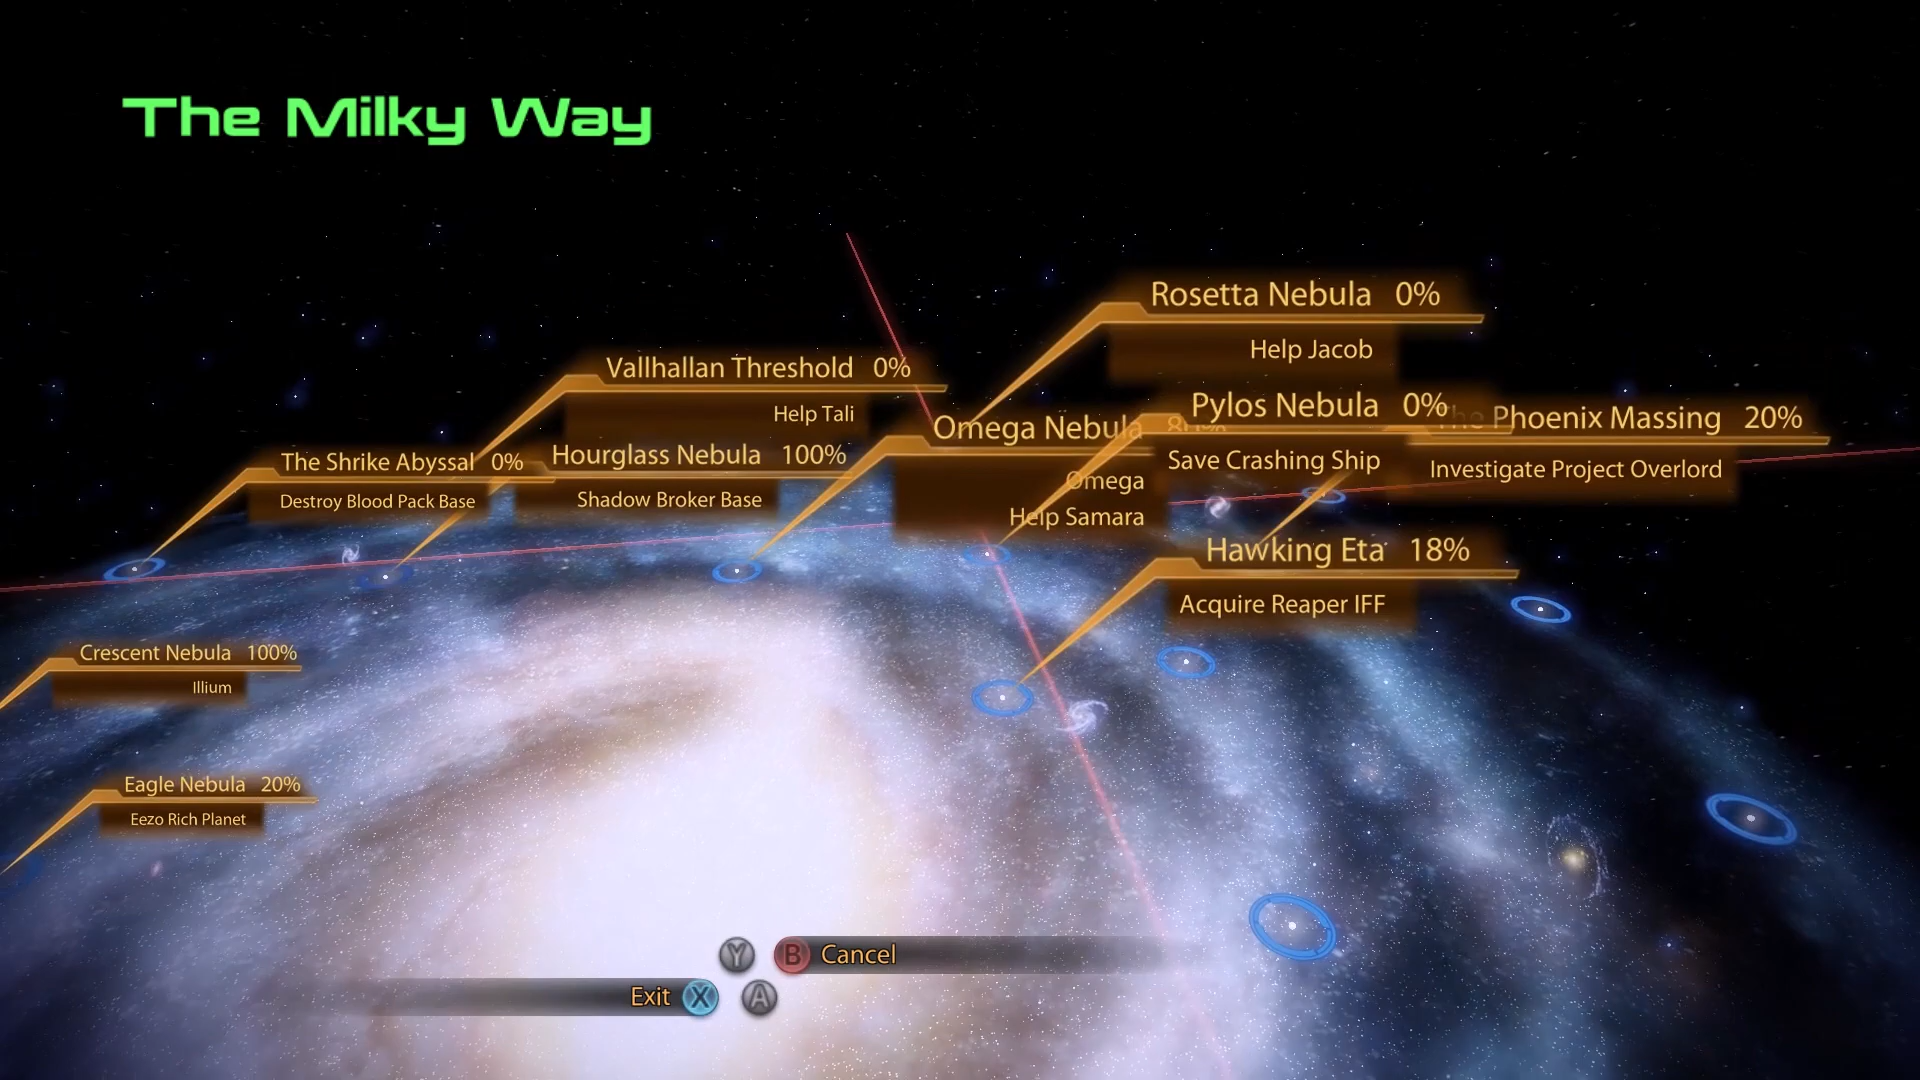 The Milky Way
Rosetta Nebula 0%
Help Jacob
Vallhallan Threshold 0%
Help Tali
Pylos Nebula 0%
Save Crashing Ship
The Phoenix Massing 20%
Investigate Project Overlord
Omega Nebula
Omega
Help Samara
The Shrike Abyssal 0%
Destroy Blood Pack Base
Hourglass Nebula 100%
Shadow Broker Base
Hawking Eta 18%
Acquire Reaper IFF
Crescent Nebula 100%
Illium
Eagle Nebula 20%
Eezo Rich Planet
Y
B Cancel
Exit X
A